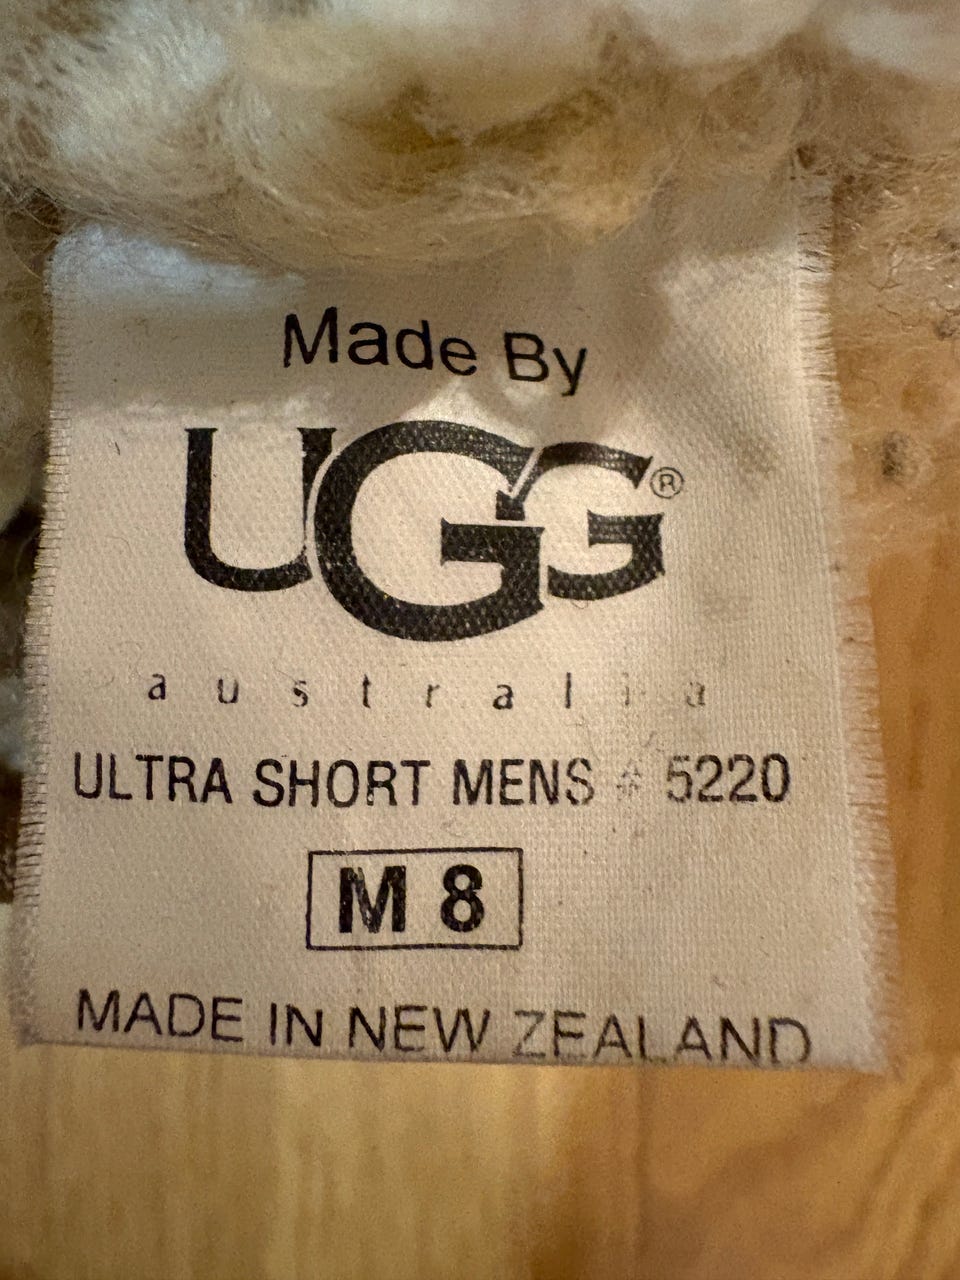 Made By
UGG®
australia
ULTRA SHORT MENS # 5220
M 8
MADE IN NEW ZEALAND